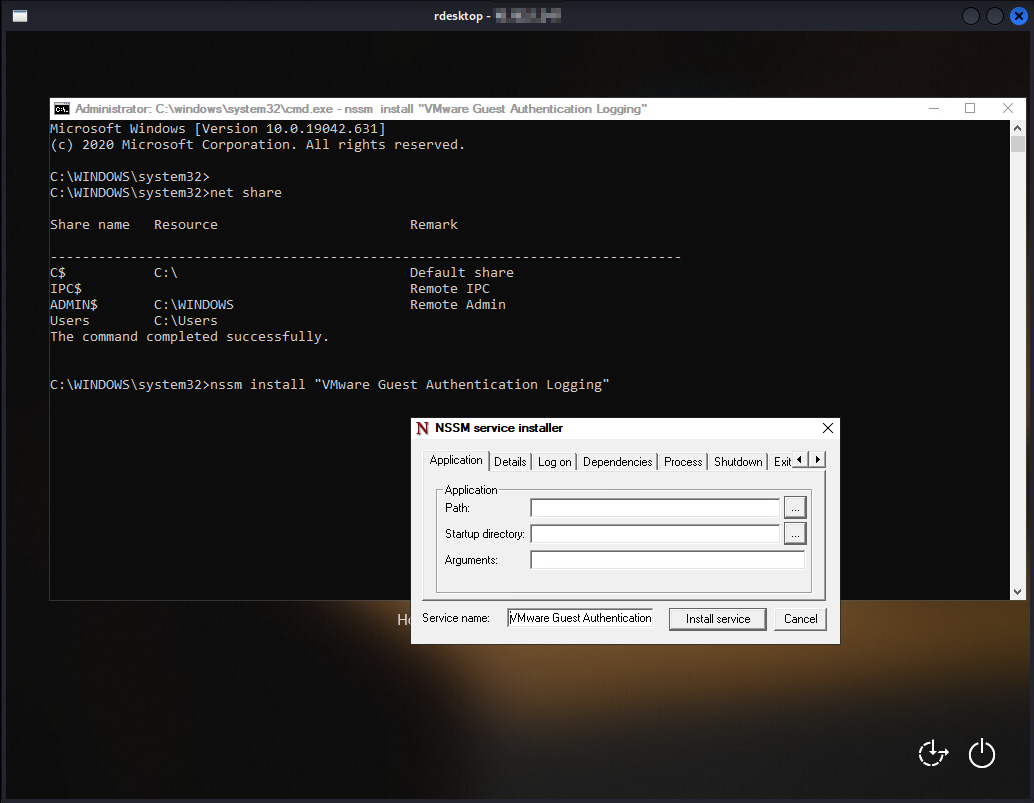 rdesktop -
Administrator: C:\windows\system32\cmd.exe - nssm  install "VMware Guest Authentication Logging"
Microsoft Windows [Version 10.0.19042.631]
(c) 2020 Microsoft Corporation. All rights reserved.
C:\WINDOWS\system32>
C:\WINDOWS\system32>net share
Share name   Resource                        Remark
-------------------------------------------------------------------------------
C$           C:\                             Default share
IPC$                                         Remote IPC
ADMIN$       C:\WINDOWS                      Remote Admin
Users        C:\Users
The command completed successfully.
C:\WINDOWS\system32>nssm install "VMware Guest Authentication Logging"
NSSM service installer
Application Details Log on Dependencies Process Shutdown Exit
Application
Path: ...
Startup directory: ...
Arguments:
Service name: VMware Guest Authentication Install service Cancel